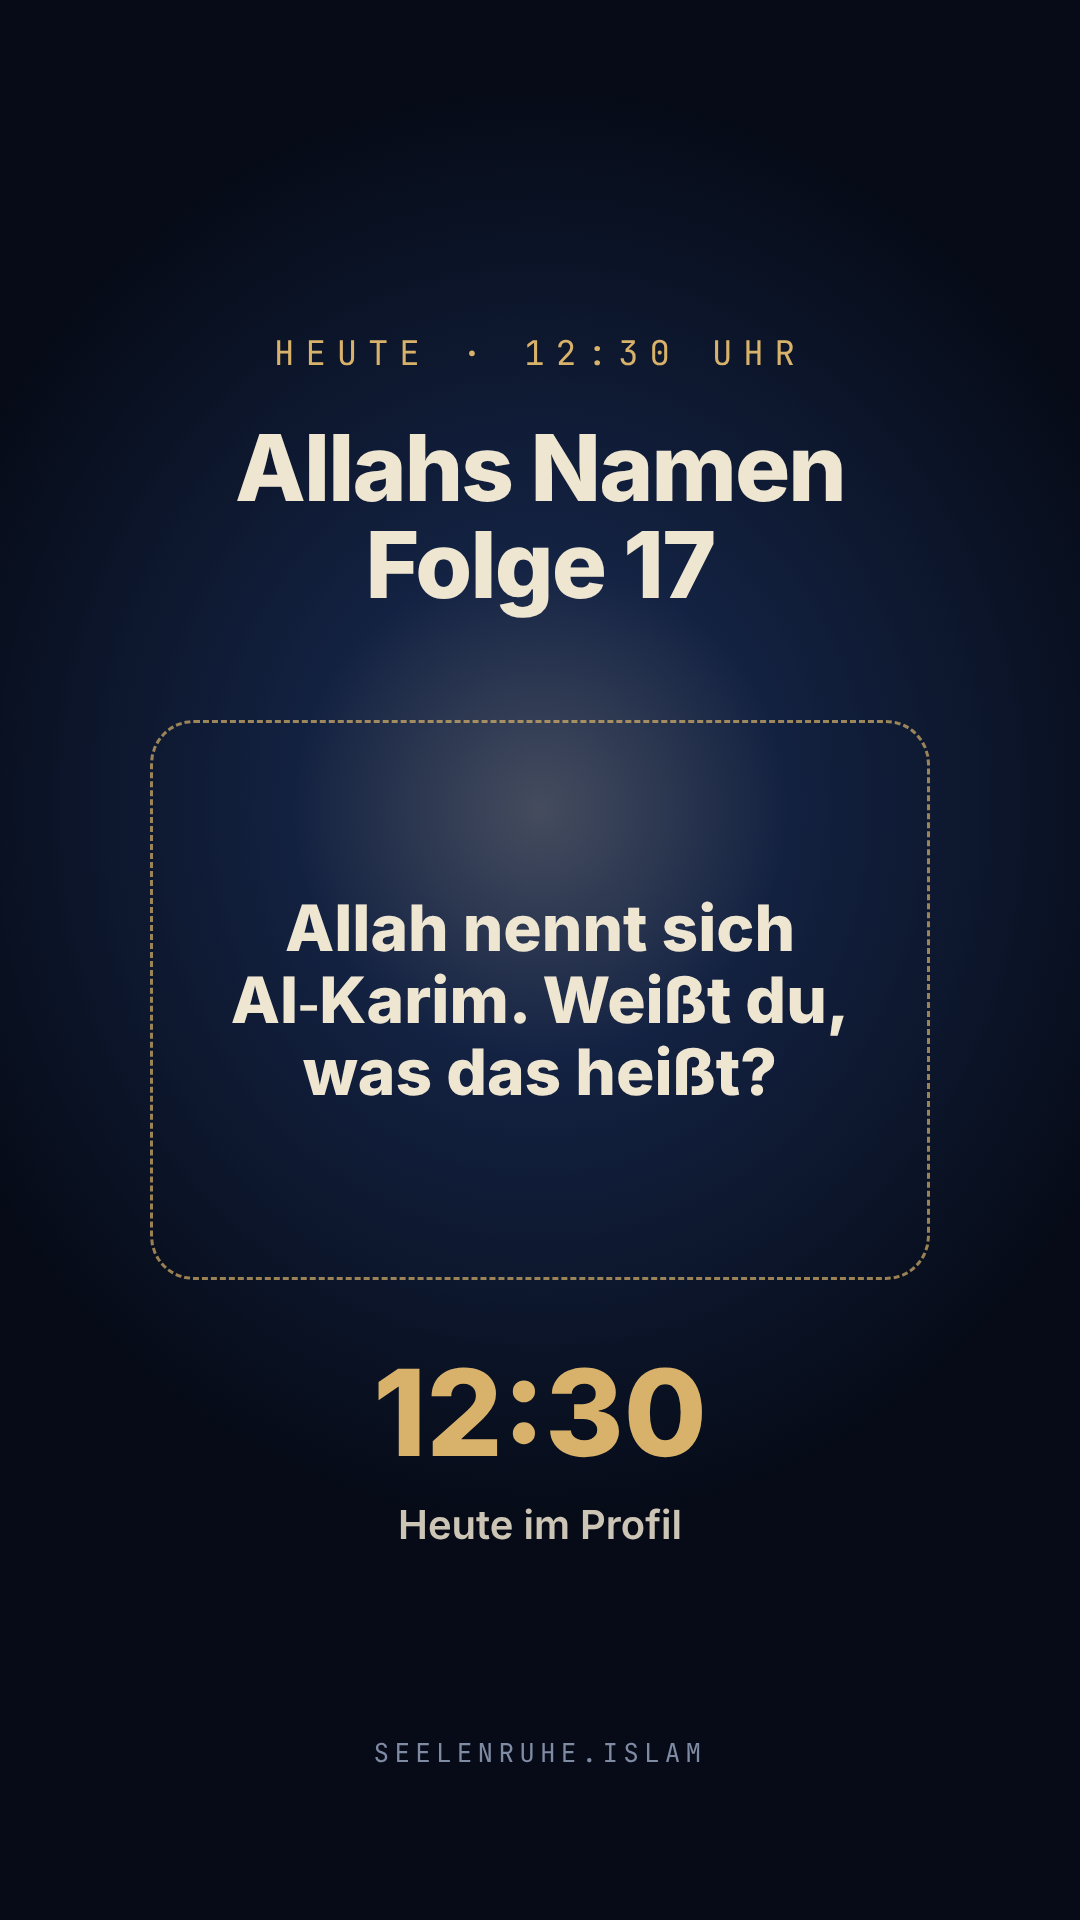 HEUTE · 12:30 UHR
Allahs Namen
Folge 17
Allah nennt sich
Al-Karim. Weißt du,
was das heißt?
12:30
Heute im Profil
SEELENRUHE.ISLAM